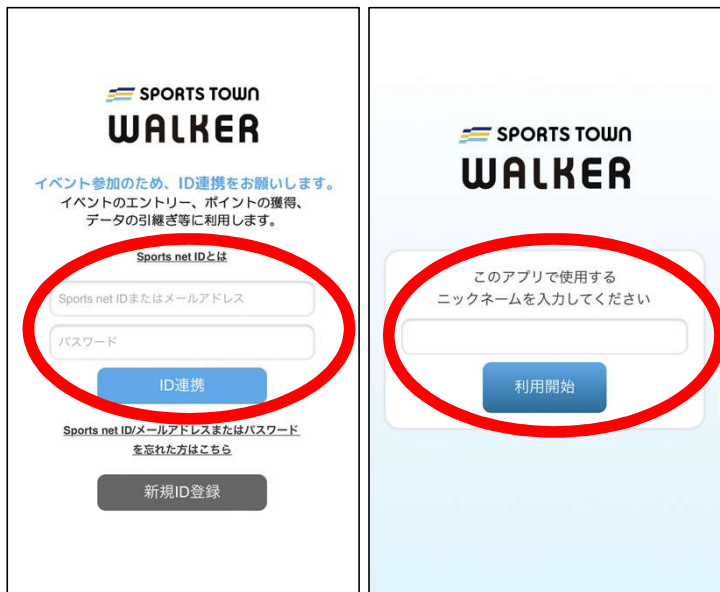 SPORTS TOWN
WALKER
イベント参加のため、ID連携をお願いします。
イベントのエントリー、ポイントの獲得、
データの引継ぎ等に利用します。
Sports net IDとは
Sports net IDまたはメールアドレス
パスワード
ID連携
Sports net ID/メールアドレスまたはパスワード
を忘れた方はこちら
新規ID登録
SPORTS TOWN
WALKER
このアプリで使用する
ニックネームを入力してください
利用開始